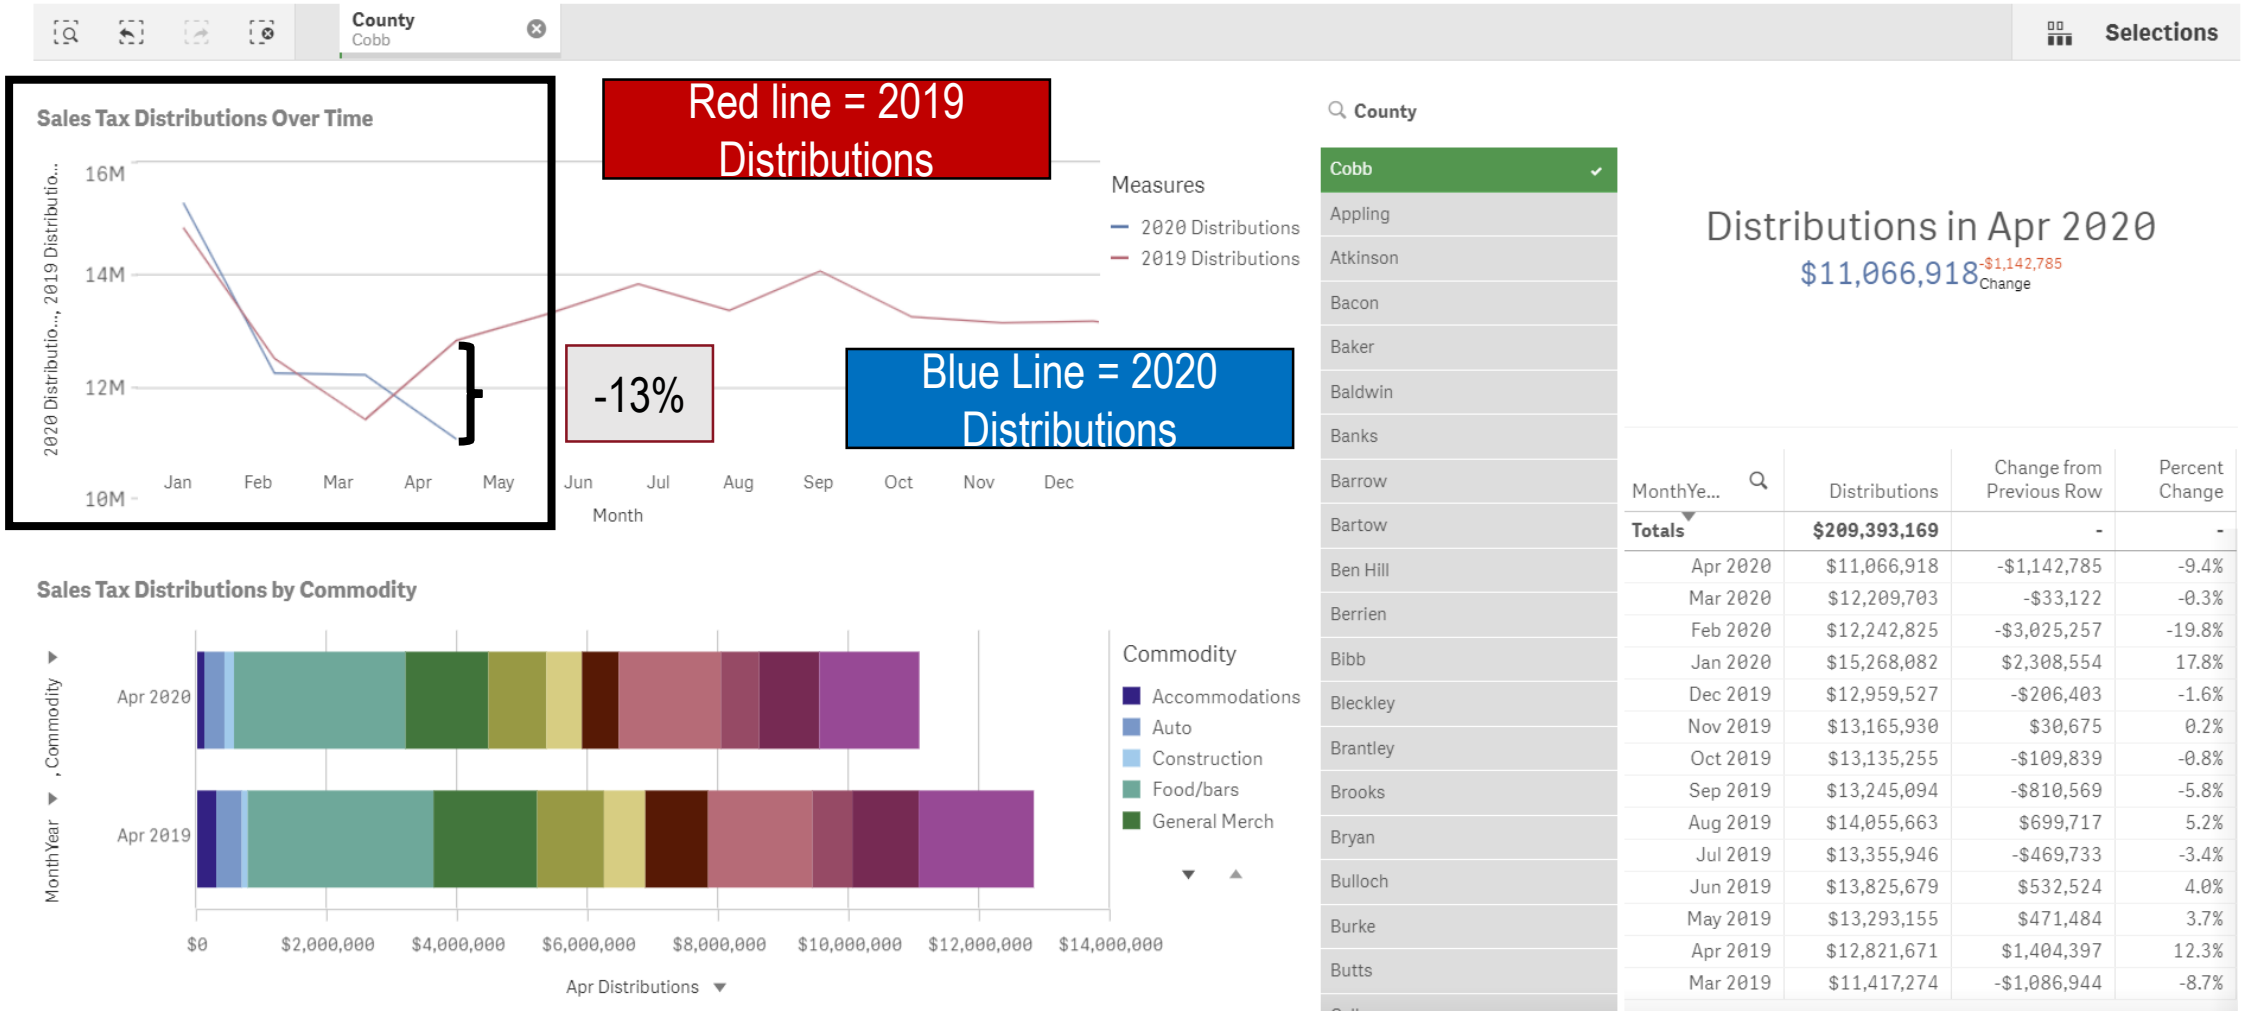 County
Cobb
Selections
Sales Tax Distributions Over Time
Red line = 2019
Distributions
2020 Distributio..., 2019 Distributio...
16M
14M
12M
10M
Jan
Feb
Mar
Apr
May
Jun
Jul
Aug
Sep
Oct
Nov
Dec
Month
Measures
2020 Distributions
2019 Distributions
-13%
Blue Line = 2020
Distributions
Sales Tax Distributions by Commodity
MonthYear , Commodity
Apr 2020
Apr 2019
$0
$2,000,000
$4,000,000
$6,000,000
$8,000,000
$10,000,000
$12,000,000
$14,000,000
Apr Distributions
Commodity
Accommodations
Auto
Construction
Food/bars
General Merch
County
Cobb
Appling
Atkinson
Bacon
Baker
Baldwin
Banks
Barrow
Bartow
Ben Hill
Berrien
Bibb
Bleckley
Brantley
Brooks
Bryan
Bulloch
Burke
Butts
Distributions in Apr 2020
$11,066,918 -$1,142,785
Change
MonthYe... Distributions Change from Previous Row Percent Change
Totals $209,393,169 - -
Apr 2020 $11,066,918 -$1,142,785 -9.4%
Mar 2020 $12,209,703 -$33,122 -0.3%
Feb 2020 $12,242,825 -$3,025,257 -19.8%
Jan 2020 $15,268,082 $2,308,554 17.8%
Dec 2019 $12,959,527 -$206,403 -1.6%
Nov 2019 $13,165,930 $30,675 0.2%
Oct 2019 $13,135,255 -$109,839 -0.8%
Sep 2019 $13,245,094 -$810,569 -5.8%
Aug 2019 $14,055,663 $699,717 5.2%
Jul 2019 $13,355,946 -$469,733 -3.4%
Jun 2019 $13,825,679 $532,524 4.0%
May 2019 $13,293,155 $471,484 3.7%
Apr 2019 $12,821,671 $1,404,397 12.3%
Mar 2019 $11,417,274 -$1,086,944 -8.7%